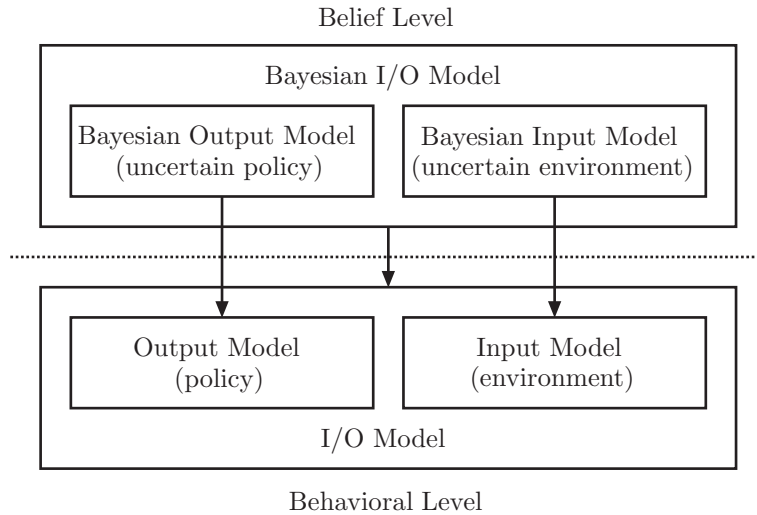 Belief Level
Bayesian I/O Model
Bayesian Output Model
(uncertain policy)
Bayesian Input Model
(uncertain environment)
Output Model
(policy)
Input Model
(environment)
I/O Model
Behavioral Level